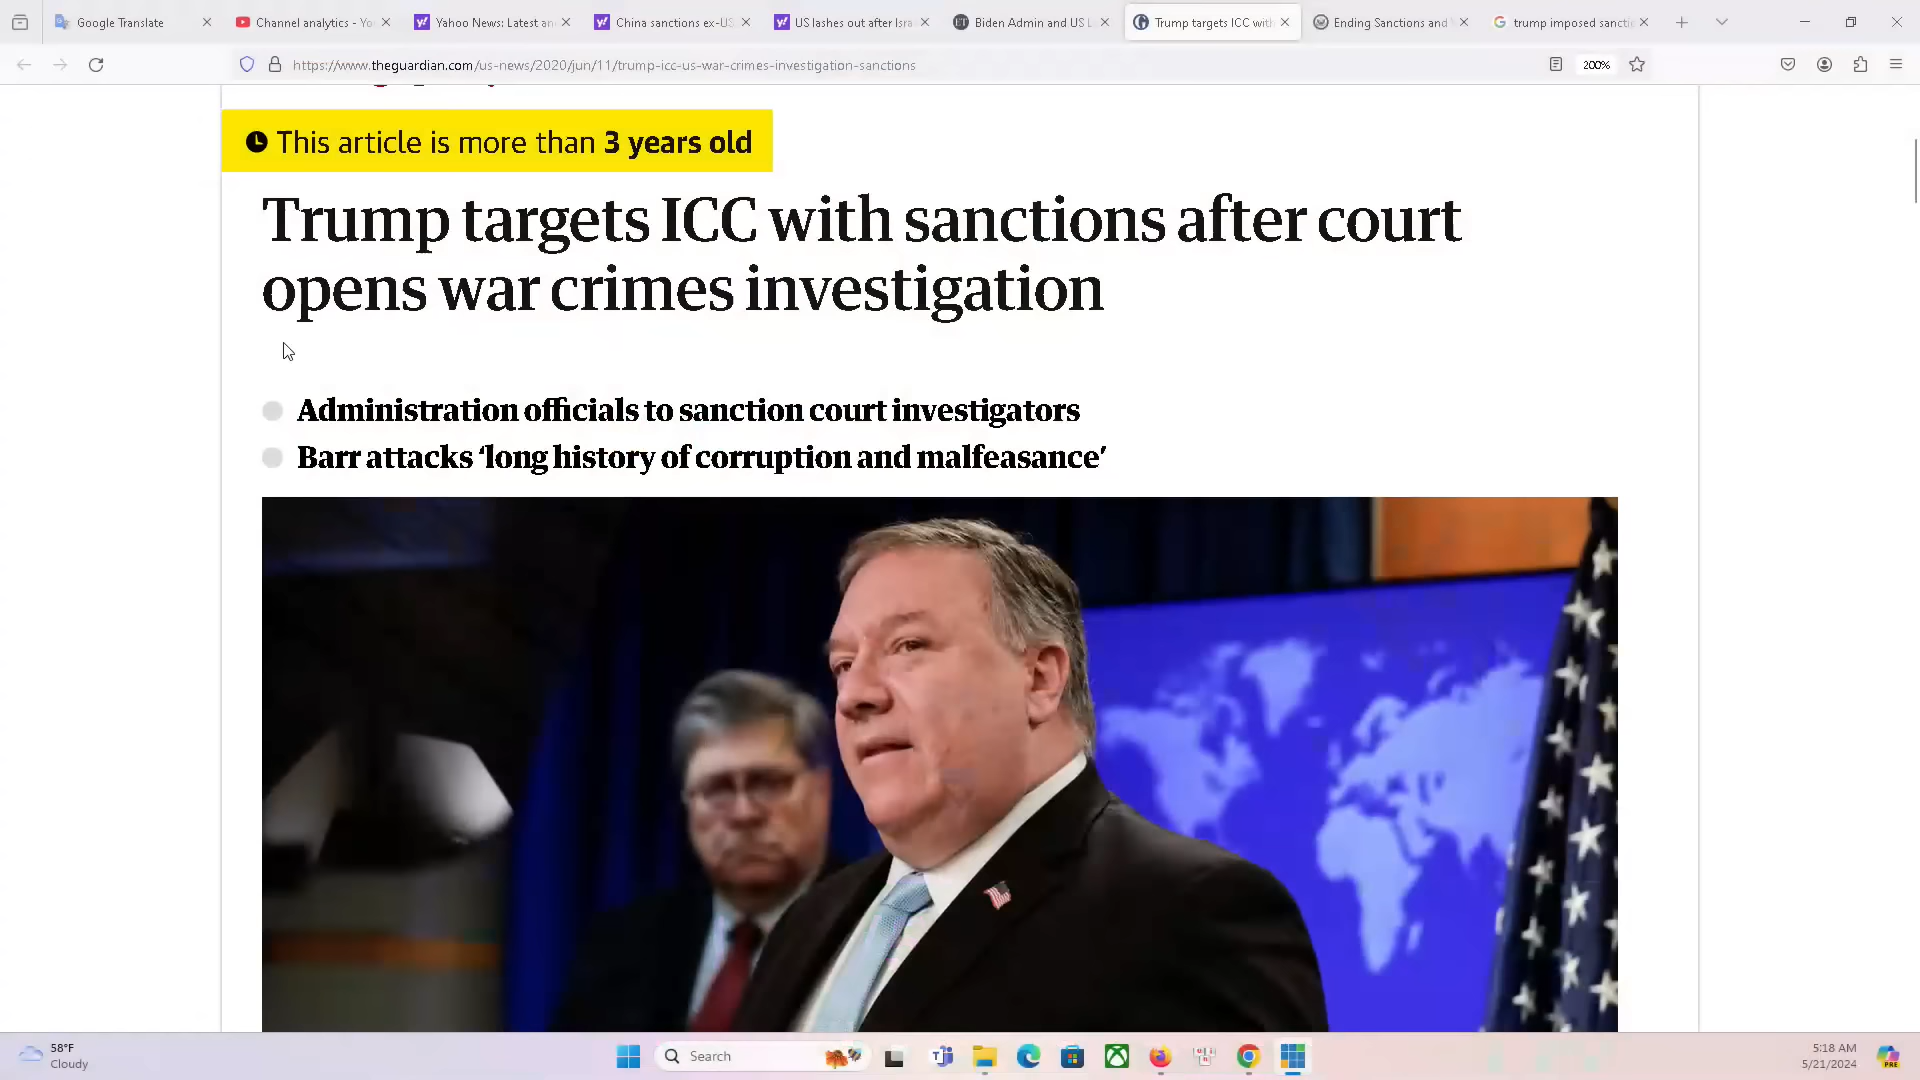 Google Translate
Channel analytics - Yo
Yahoo News: Latest an
China sanctions ex-US
US lashes out after Isra
Biden Admin and US L
Trump targets ICC with
Ending Sanctions and
trump imposed sancti
https://www.theguardian.com/us-news/2020/jun/11/trump-icc-us-war-crimes-investigation-sanctions
200%
This article is more than 3 years old
Trump targets ICC with sanctions after court
opens war crimes investigation
Administration officials to sanction court investigators
Barr attacks ‘long history of corruption and malfeasance’
58°F
Cloudy
Search
5:18 AM
5/21/2024
PRE